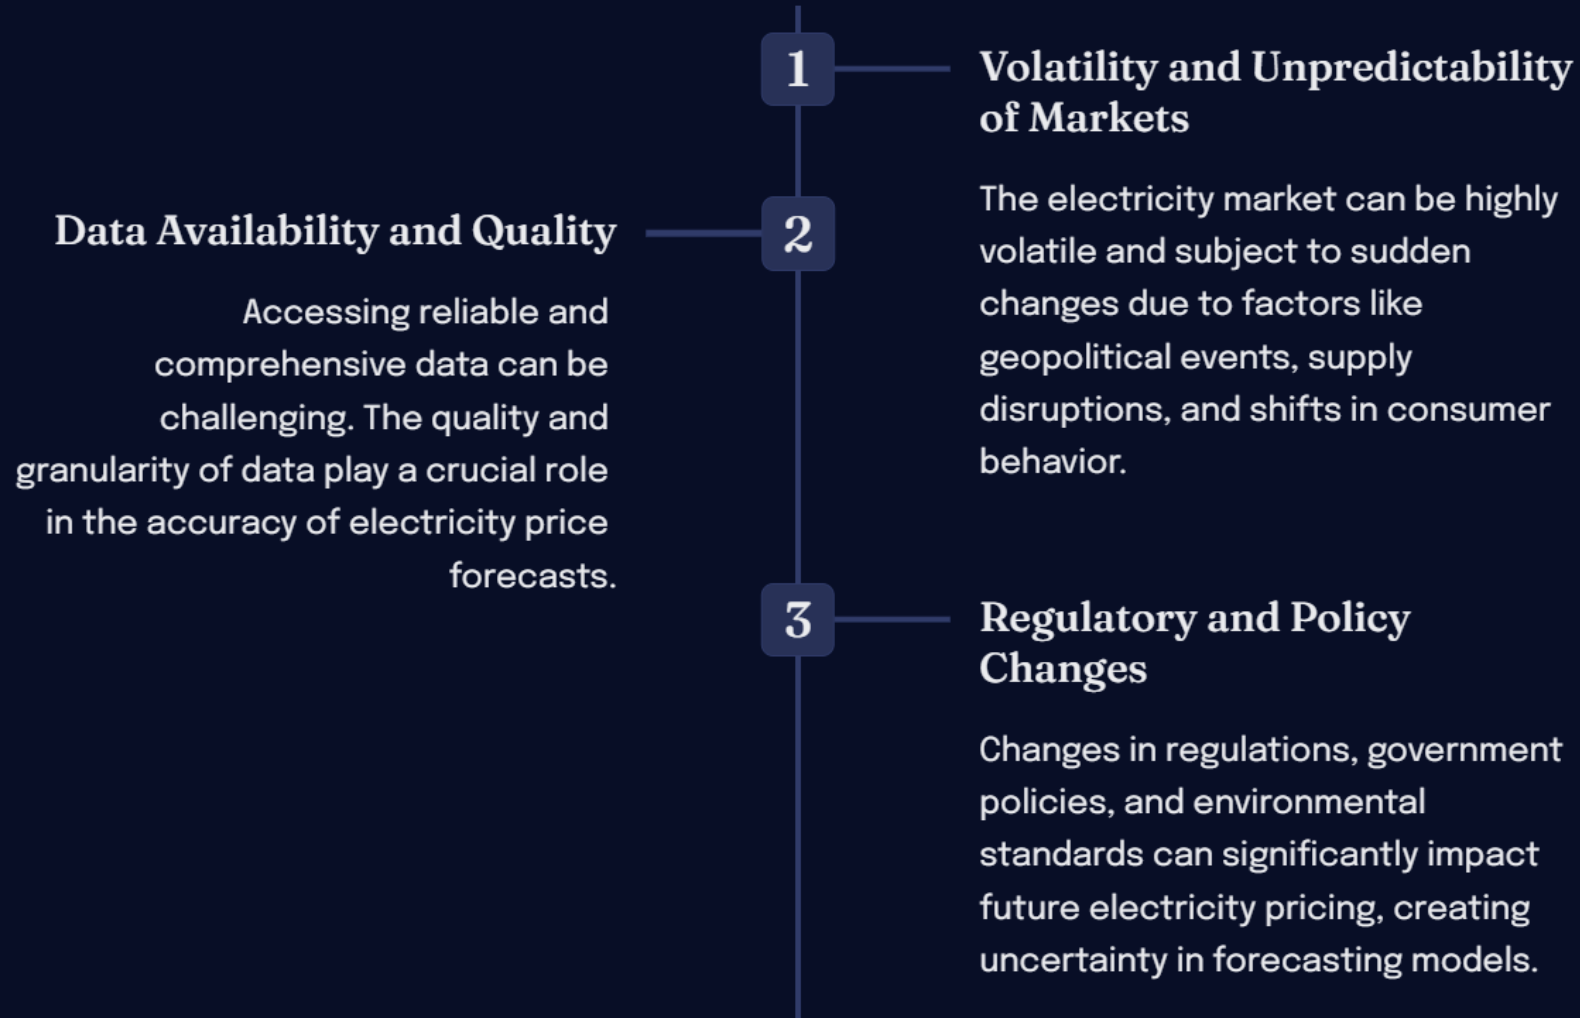 1
Volatility and Unpredictability
of Markets
The electricity market can be highly
volatile and subject to sudden
changes due to factors like
geopolitical events, supply
disruptions, and shifts in consumer
behavior.
2
Data Availability and Quality
Accessing reliable and
comprehensive data can be
challenging. The quality and
granularity of data play a crucial role
in the accuracy of electricity price
forecasts.
3
Regulatory and Policy
Changes
Changes in regulations, government
policies, and environmental
standards can significantly impact
future electricity pricing, creating
uncertainty in forecasting models.